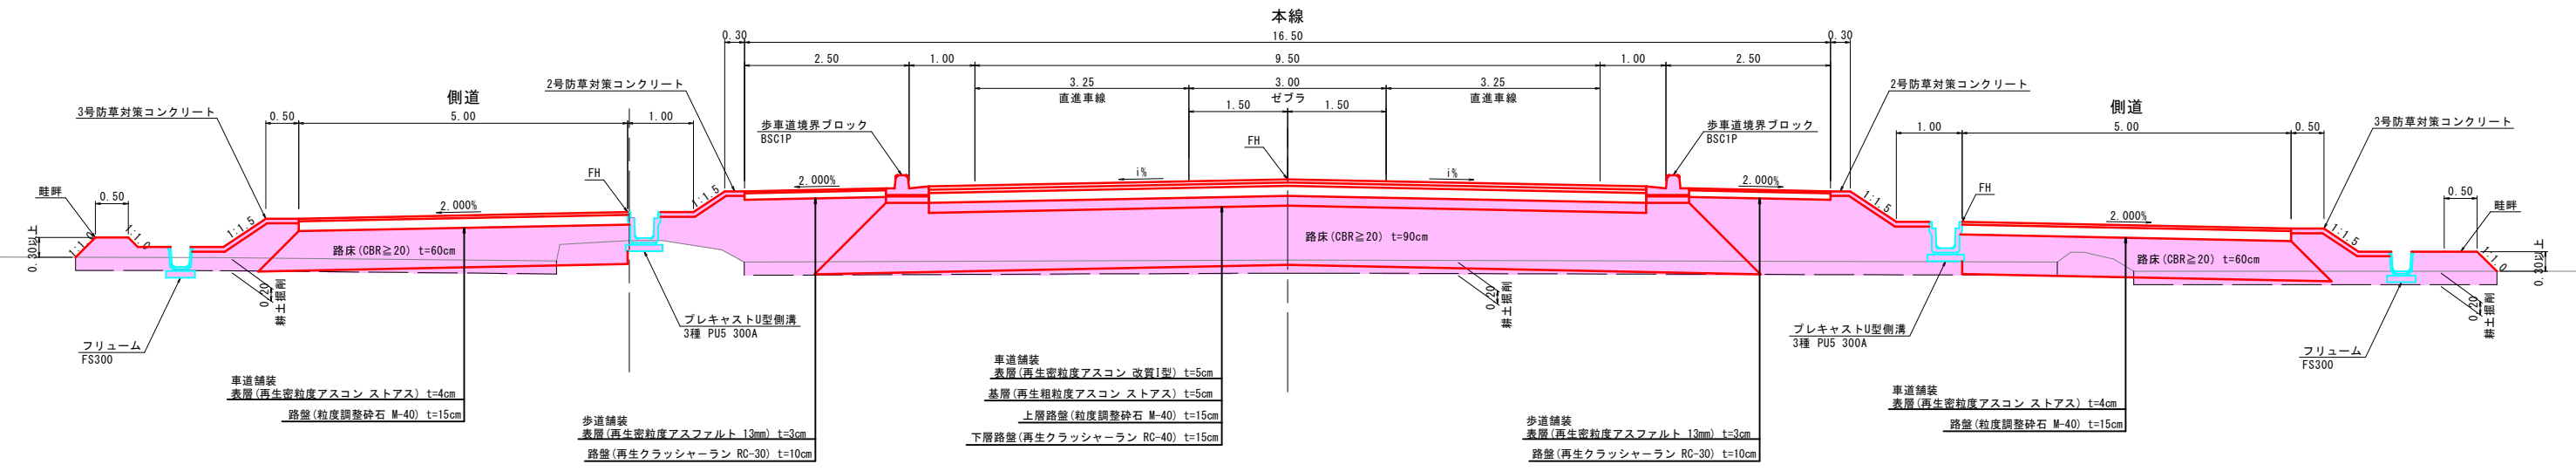 本線
0.30
16.50
0.30
2.50
1.00
9.50
1.00
2.50
3.25
3.00
3.25
直進車線
ゼブラ
直進車線
1.50
1.50
側道
3号防草対策コンクリート
2号防草対策コンクリート
0.50
5.00
1.00
歩車道境界ブロック
BSC1P
FH
歩車道境界ブロック
BSC1P
2号防草対策コンクリート
側道
3号防草対策コンクリート
1.00
5.00
0.50
畦畔
0.50
FH
2.000%
2.000%
i%
i%
2.000%
FH
2.000%
0.50
畦畔
0.30以上
1:1.0
1:1.0
1:1.5
1:1.5
1:1.5
1:1.5
1:1.0
0.30以上
路床(CBR≧20) t=60cm
路床(CBR≧20) t=90cm
路床(CBR≧20) t=60cm
0.20
耕土掘削
0.20
耕土掘削
0.20
耕土掘削
フリューム
FS300
プレキャストU型側溝
3種 PU5 300A
プレキャストU型側溝
3種 PU5 300A
フリューム
FS300
車道舗装
表層(再生密粒度アスコン ストアス) t=4cm
路盤(粒度調整砕石 M-40) t=15cm
歩道舗装
表層(再生密粒度アスファルト 13mm) t=3cm
路盤(再生クラッシャーラン RC-30) t=10cm
車道舗装
表層(再生密粒度アスコン 改質Ⅰ型) t=5cm
基層(再生粗粒度アスコン ストアス) t=5cm
上層路盤(粒度調整砕石 M-40) t=15cm
下層路盤(再生クラッシャーラン RC-40) t=15cm
歩道舗装
表層(再生密粒度アスファルト 13mm) t=3cm
路盤(再生クラッシャーラン RC-30) t=10cm
車道舗装
表層(再生密粒度アスコン ストアス) t=4cm
路盤(粒度調整砕石 M-40) t=15cm